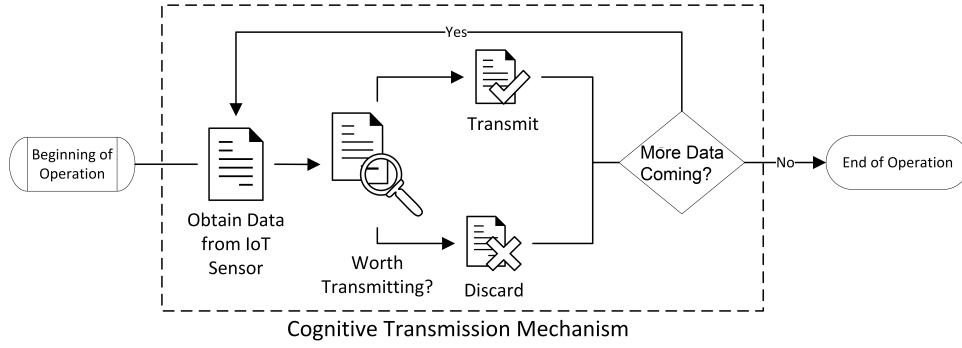 Yes
Transmit
Beginning of
Operation
More Data
Coming?
No
End of Operation
Obtain Data
from IoT
Sensor
Worth
Transmitting?
Discard
Cognitive Transmission Mechanism